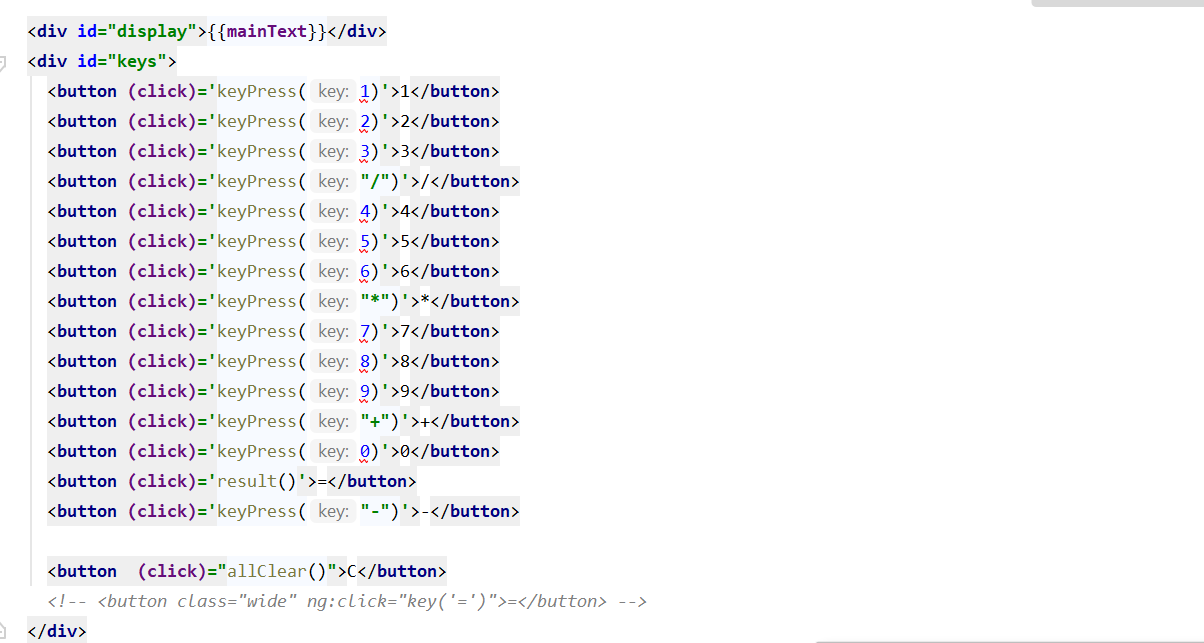 <div id="display">{{mainText}}</div>
<div id="keys">
<button (click)='keyPress( key: 1)'>1</button>
<button (click)='keyPress( key: 2)'>2</button>
<button (click)='keyPress( key: 3)'>3</button>
<button (click)='keyPress( key: "/")'>/</button>
<button (click)='keyPress( key: 4)'>4</button>
<button (click)='keyPress( key: 5)'>5</button>
<button (click)='keyPress( key: 6)'>6</button>
<button (click)='keyPress( key: "*")'>*</button>
<button (click)='keyPress( key: 7)'>7</button>
<button (click)='keyPress( key: 8)'>8</button>
<button (click)='keyPress( key: 9)'>9</button>
<button (click)='keyPress( key: "+")'>+</button>
<button (click)='keyPress( key: 0)'>0</button>
<button (click)='result()'>=</button>
<button (click)='keyPress( key: "-")'>-</button>
<button  (click)="allClear()">C</button>
<!-- <button class="wide" ng:click="key('=')">=</button> -->
</div>